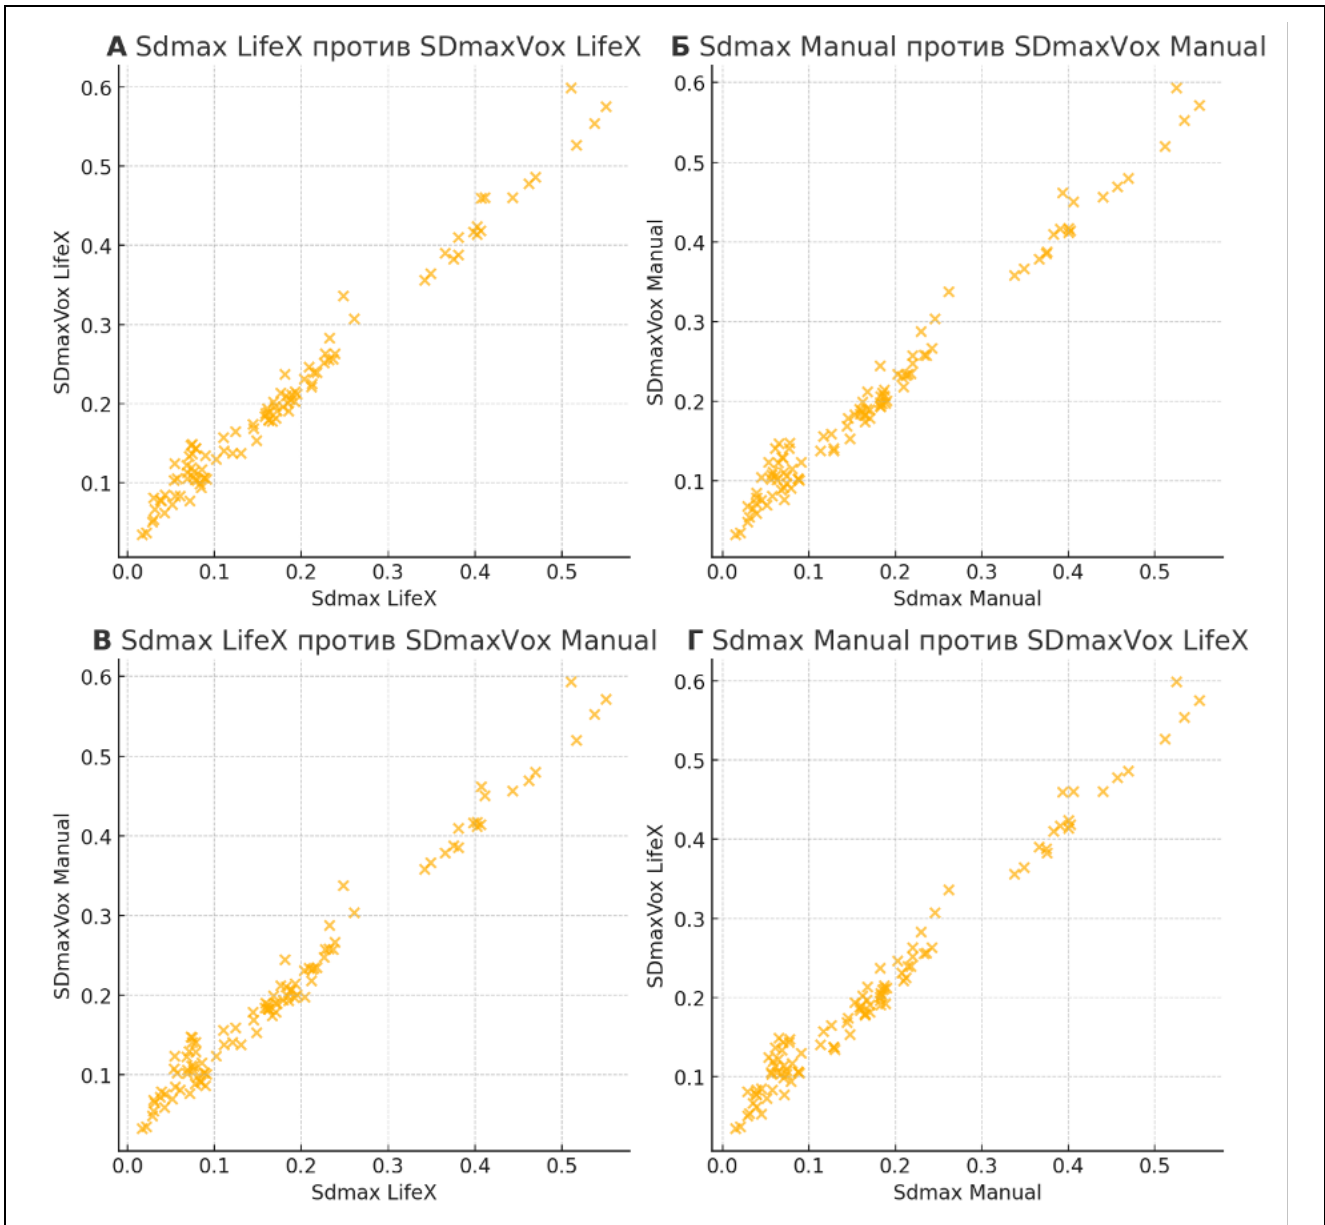 А Sdmax LifeX против SDmaxVox LifeX
0.6
0.5
0.4
0.3
0.2
0.1
SDmaxVox LifeX
0.0 0.1 0.2 0.3 0.4 0.5
Sdmax LifeX
Б Sdmax Manual против SDmaxVox Manual
0.6
0.5
0.4
0.3
0.2
0.1
SDmaxVox Manual
0.0 0.1 0.2 0.3 0.4 0.5
Sdmax Manual
В Sdmax LifeX против SDmaxVox Manual
0.6
0.5
0.4
0.3
0.2
0.1
SDmaxVox Manual
0.0 0.1 0.2 0.3 0.4 0.5
Sdmax LifeX
Г Sdmax Manual против SDmaxVox LifeX
0.6
0.5
0.4
0.3
0.2
0.1
SDmaxVox LifeX
0.0 0.1 0.2 0.3 0.4 0.5
Sdmax Manual